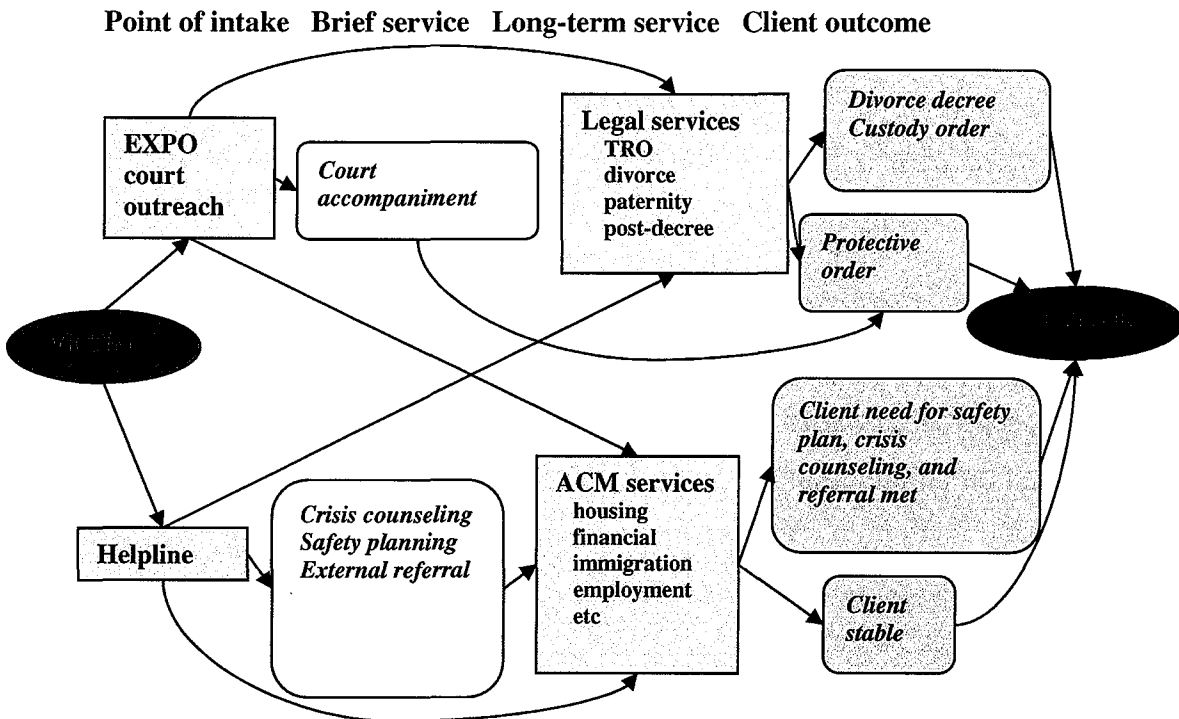 Point of intake Brief service Long-term service Client outcome
EXPO
court
outreach
Court
accompaniment
Legal services
TRO
divorce
paternity
post-decree
Divorce decree
Custody order
Protective
order
Helpline
Crisis counseling
Safety planning
External referral
ACM services
housing
financial
immigration
employment
etc
Client need for safety
plan, crisis
counseling, and
referral met
Client
stable